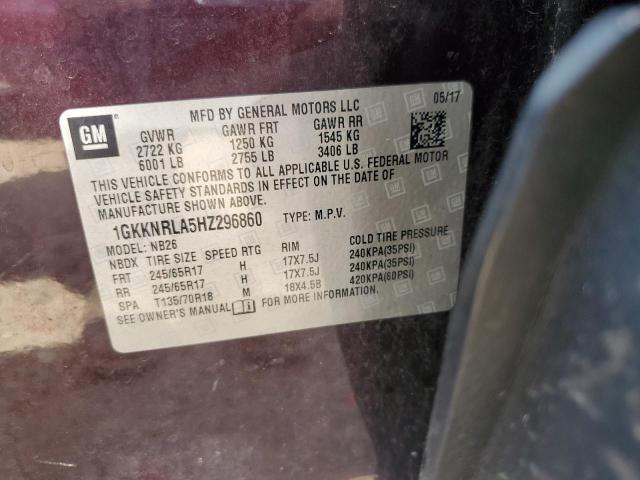 MFD BY GENERAL MOTORS LLC 05/17
GM
GVWR GAWR FRT GAWR RR
2722 KG 1250 KG 1545 KG
6001 LB 2755 LB 3406 LB
THIS VEHICLE CONFORMS TO ALL APPLICABLE U.S. FEDERAL MOTOR
VEHICLE SAFETY STANDARDS IN EFFECT ON THE DATE OF
MANUFACTURE SHOWN ABOVE.
1GKKNRLA5HZ296860 TYPE: M.P.V.
MODEL: NB26
NBDX TIRE SIZE SPEED RTG RIM COLD TIRE PRESSURE
FRT 245/65R17 H 17X7.5J 240KPA(35PSI)
RR 245/65R17 H 17X7.5J 240KPA(35PSI)
SPA T135/70R18 M 18X4.5B 420KPA(60PSI)
SEE OWNER'S MANUAL FOR MORE INFORMATION.